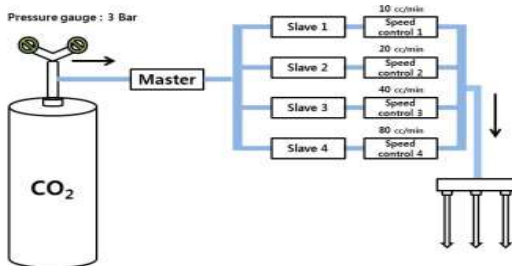 Pressure gauge : 3 Bar
Master
CO₂
10 cc/min
Slave 1
Speed
control 1
20 cc/min
Slave 2
Speed
control 2
40 cc/min
Slave 3
Speed
control 3
80 cc/min
Slave 4
Speed
control 4